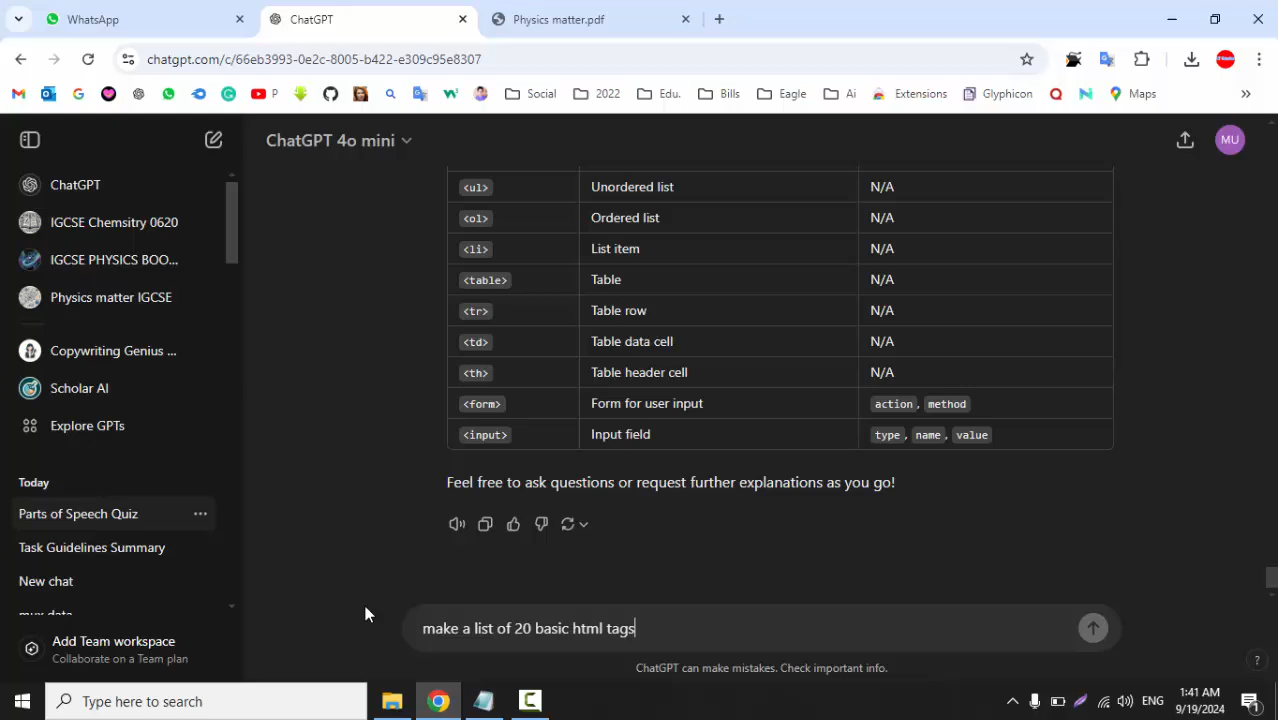 WhatsApp
ChatGPT
Physics matter.pdf
chatgpt.com/c/66eb3993-0e2c-8005-b422-e309c95e8307
P
Social
2022
Edu.
Bills
Eagle
Ai
Extensions
Glyphicon
Maps
ChatGPT 4o mini
MU
ChatGPT
IGCSE Chemsitry 0620
IGCSE PHYSICS BOO...
Physics matter IGCSE
Copywriting Genius ...
Scholar AI
Explore GPTs
Today
Parts of Speech Quiz
Task Guidelines Summary
New chat
mux data
Add Team workspace
Collaborate on a Team plan
<ul> Unordered list N/A
<ol> Ordered list N/A
<li> List item N/A
<table> Table N/A
<tr> Table row N/A
<td> Table data cell N/A
<th> Table header cell N/A
<form> Form for user input action, method
<input> Input field type, name, value
Feel free to ask questions or request further explanations as you go!
make a list of 20 basic html tags
ChatGPT can make mistakes. Check important info.
?
Type here to search
ENG
1:41 AM
9/19/2024